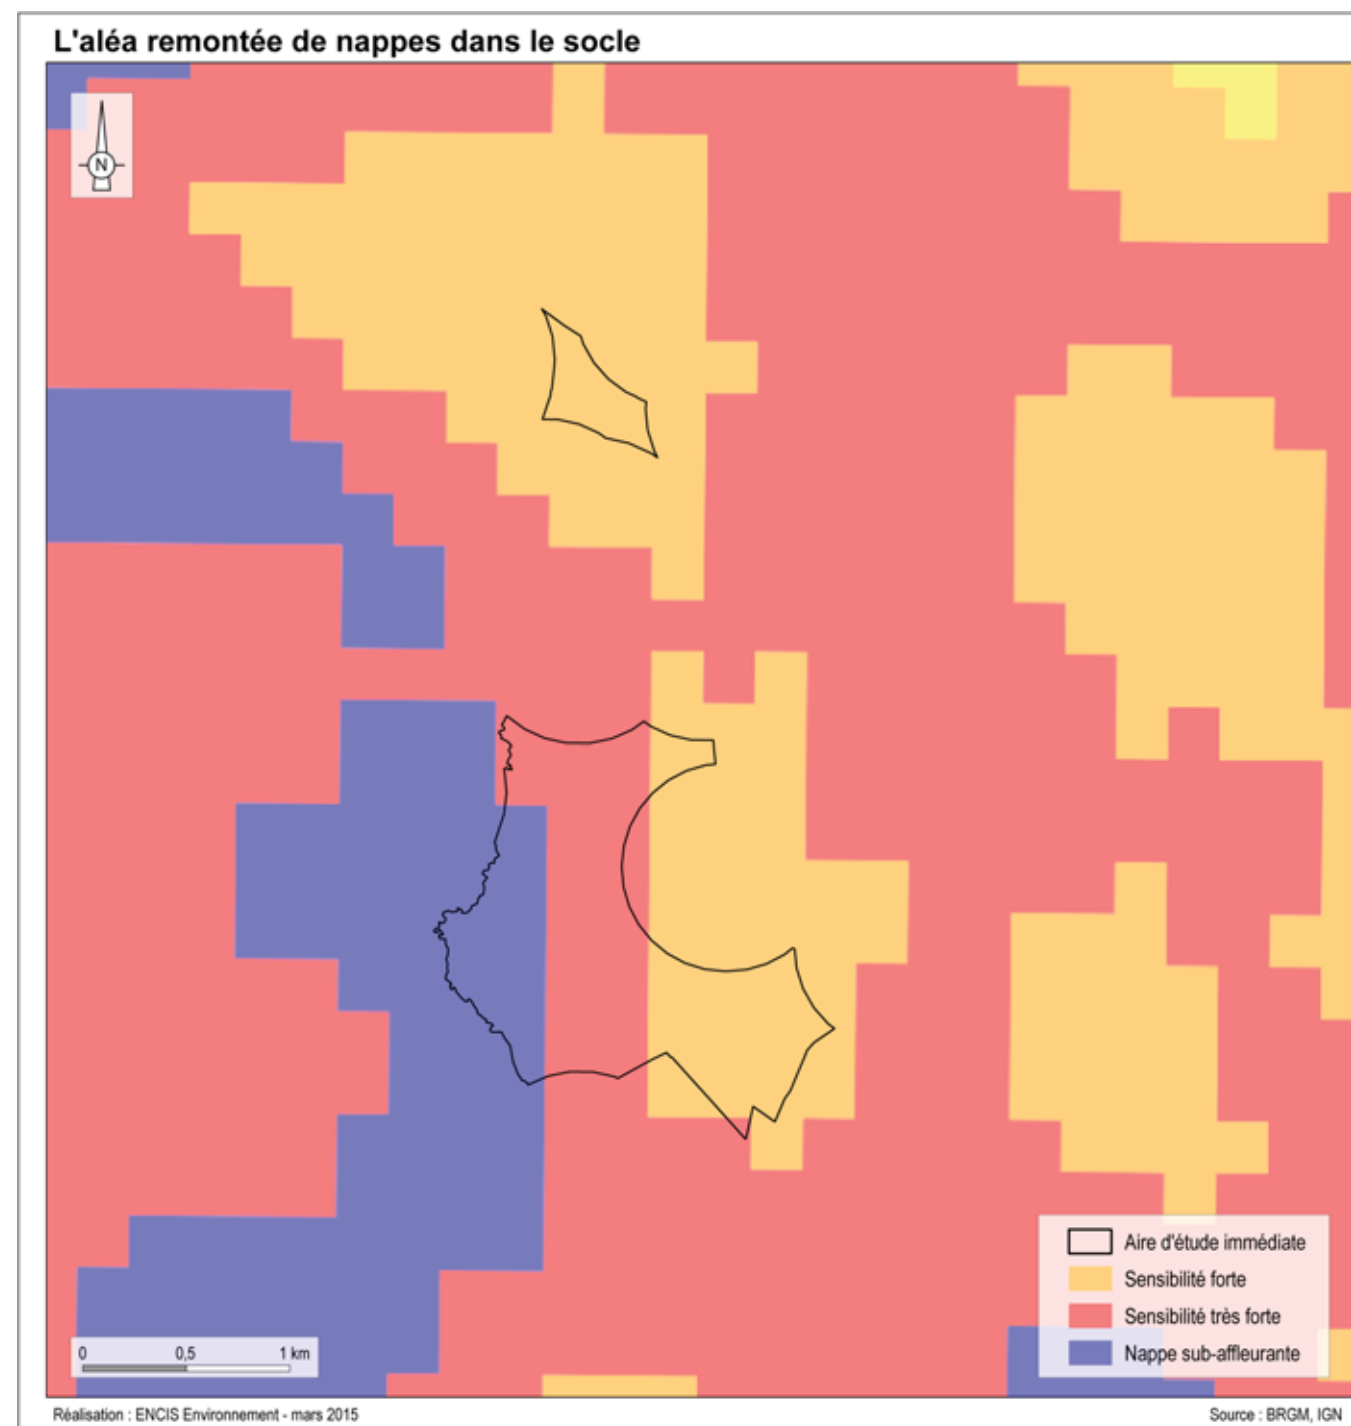 L'aléa remontée de nappes dans le socle
N
Aire d'étude immédiate
Sensibilité forte
Sensibilité très forte
Nappe sub-affleurante
0 0,5 1 km
Réalisation : ENCIS Environnement - mars 2015
Source : BRGM, IGN